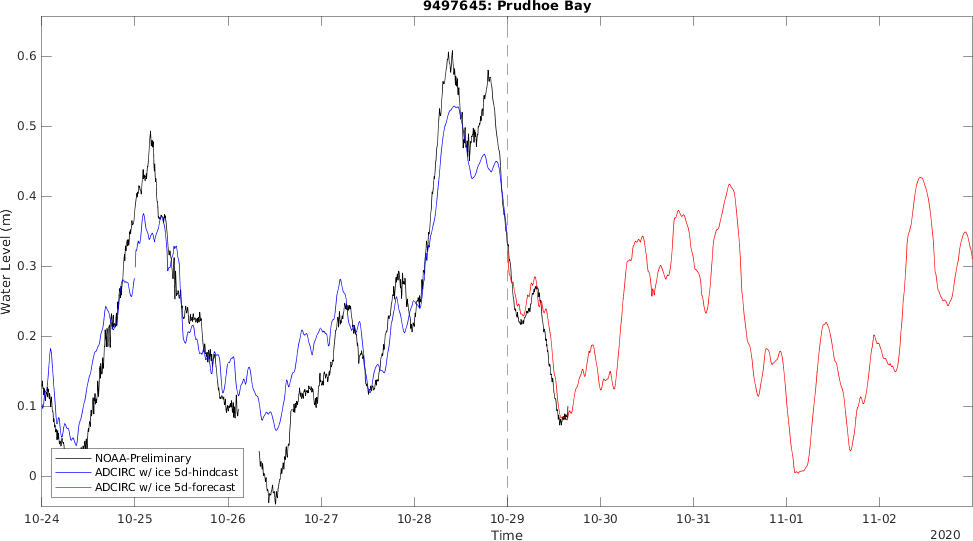 9497645: Prudhoe Bay
Water Level (m)
0.6
0.5
0.4
0.3
0.2
0.1
0
NOAA-Preliminary
ADCIRC w/ ice 5d-hindcast
ADCIRC w/ ice 5d-forecast
10-24 10-25 10-26 10-27 10-28 10-29 10-30 10-31 11-01 11-02
Time
2020